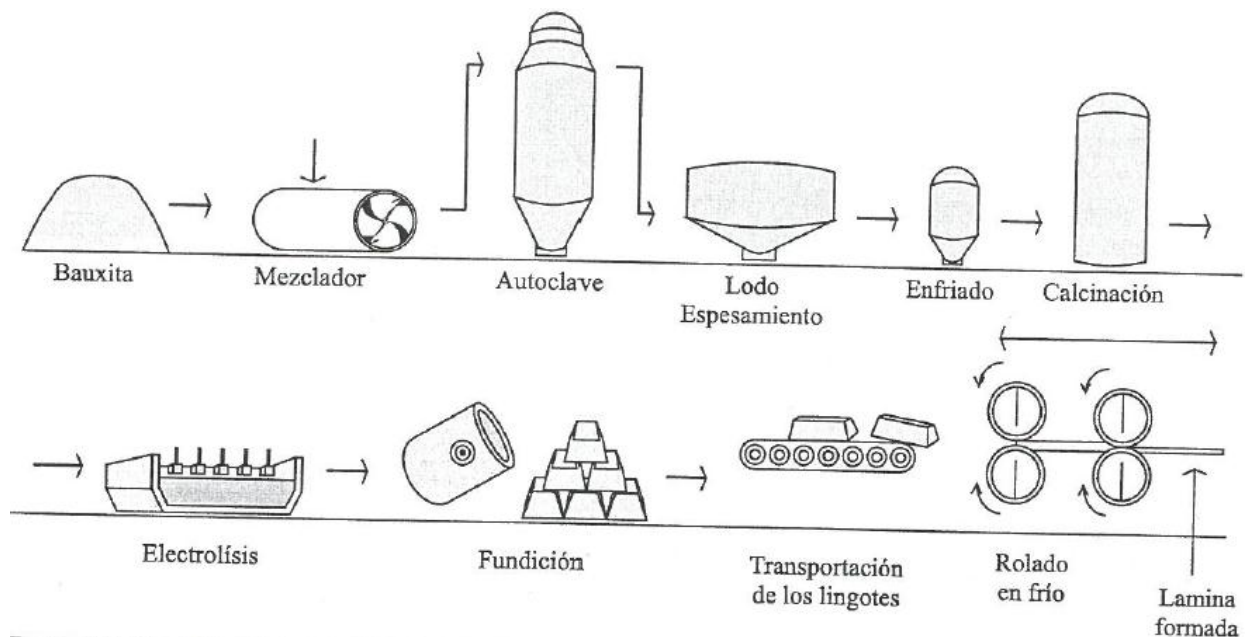 Bauxita
Mezclador
Autoclave
Lodo
Espesamiento
Enfriado
Calcinación
Electrolísis
Fundición
Transportación
de los lingotes
Rolado
en frío
Lamina
formada